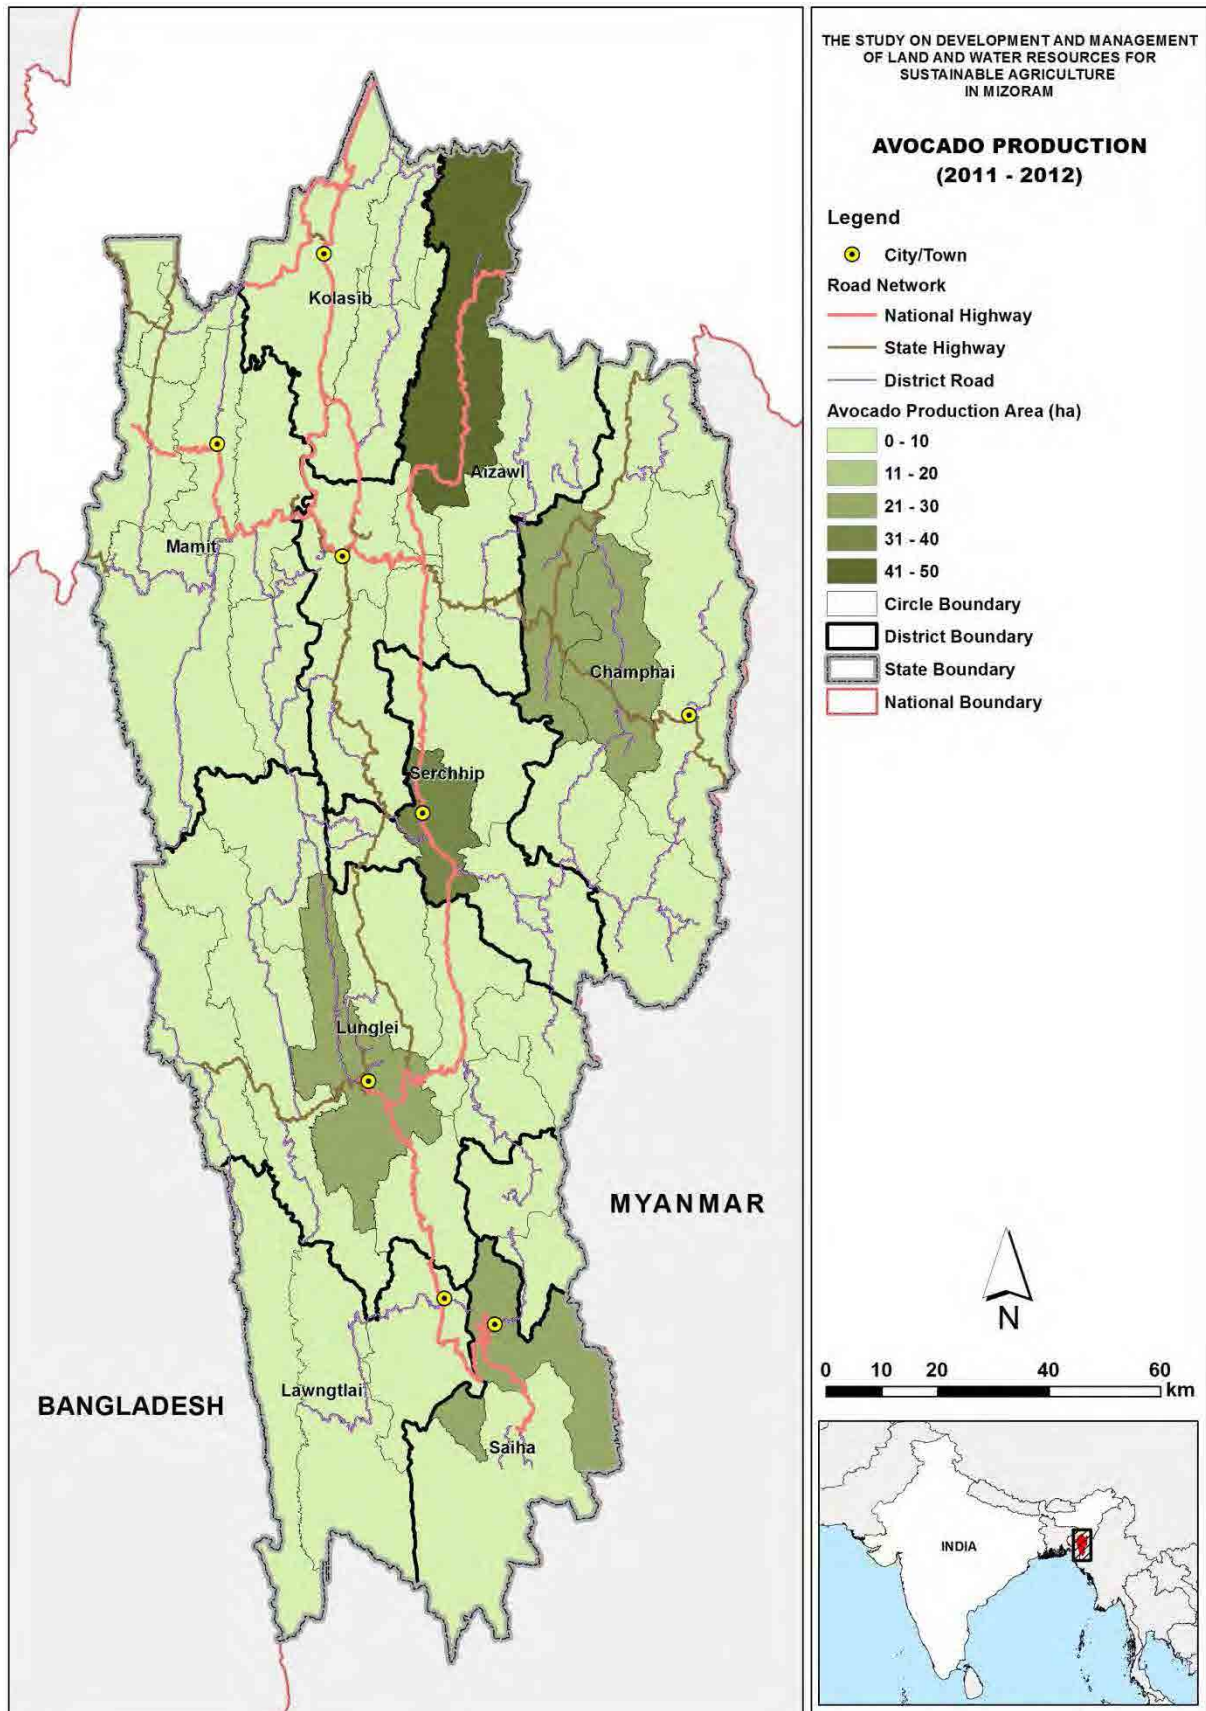 THE STUDY ON DEVELOPMENT AND MANAGEMENT
OF LAND AND WATER RESOURCES FOR
SUSTAINABLE AGRICULTURE
IN MIZORAM
AVOCADO PRODUCTION
(2011 - 2012)
Legend
City/Town
Road Network
National Highway
State Highway
District Road
Avocado Production Area (ha)
0 - 10
11 - 20
21 - 30
31 - 40
41 - 50
Circle Boundary
District Boundary
State Boundary
National Boundary
Kolasib
Aizawl
Mamit
Champhai
Serchhip
Lunglei
MYANMAR
Lawngtlai
BANGLADESH
Saiha
N
0 10 20 40 60
km
INDIA